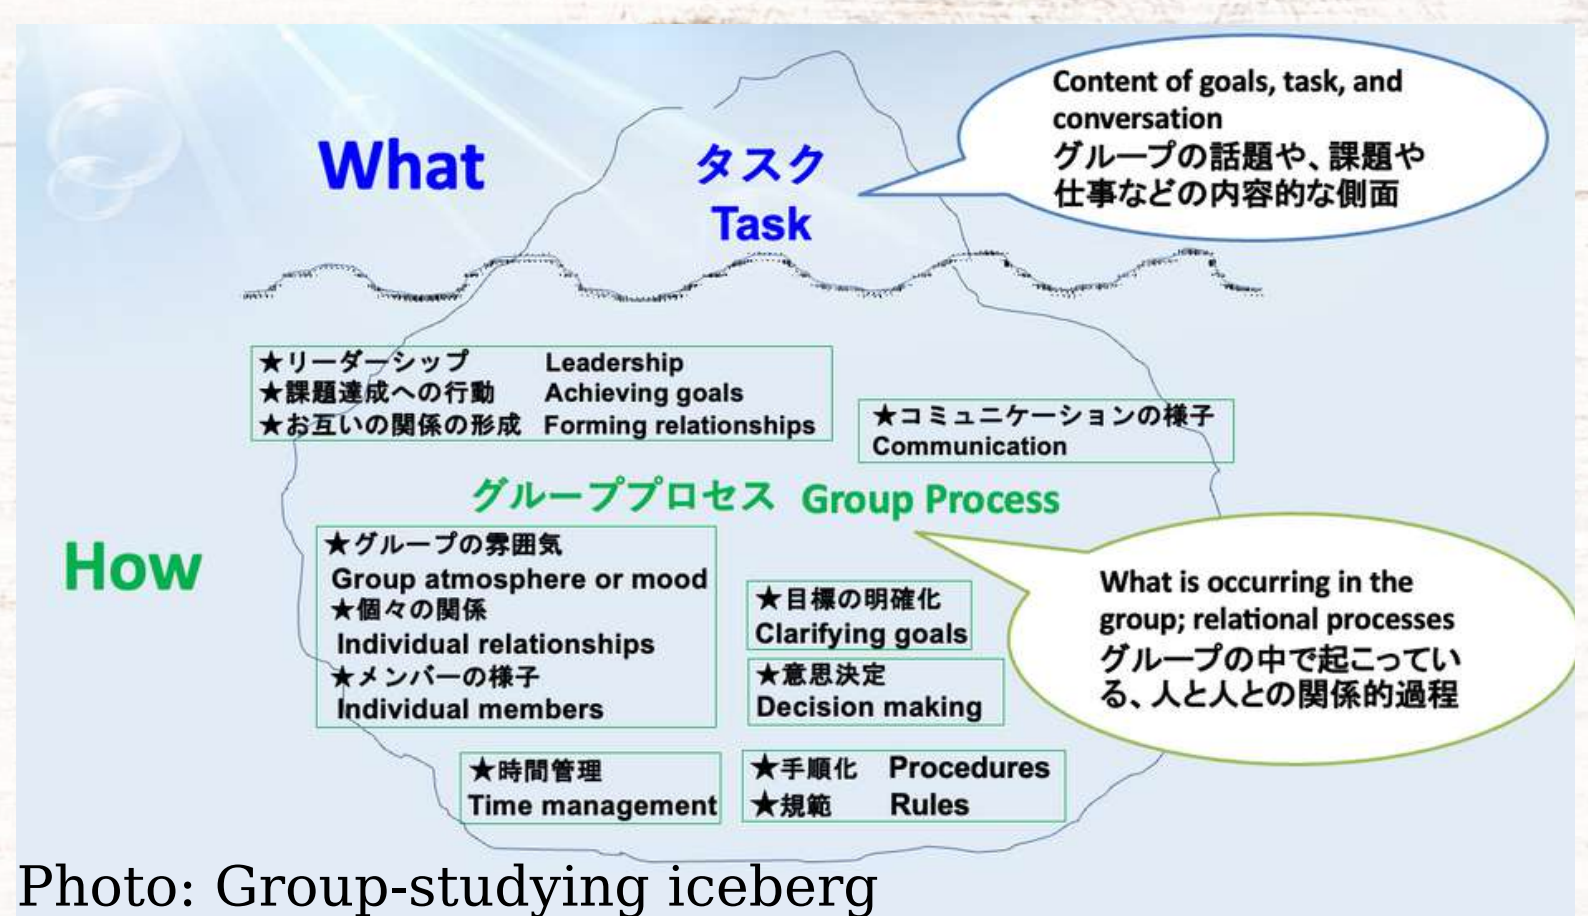 What
タスク
Task
Content of goals, task, and
conversation
グループの話題や、課題や
仕事などの内容的な側面
★リーダーシップ Leadership
★課題達成への行動 Achieving goals
★お互いの関係の形成 Forming relationships
★コミュニケーションの様子
Communication
グループプロセス Group Process
How
★グループの雰囲気
Group atmosphere or mood
★個々の関係
Individual relationships
★メンバーの様子
Individual members
★目標の明確化
Clarifying goals
★意思決定
Decision making
What is occurring in the
group; relational processes
グループの中で起こってい
る、人と人との関係的過程
★時間管理
Time management
★手順化 Procedures
★規範 Rules
Photo: Group-studying iceberg